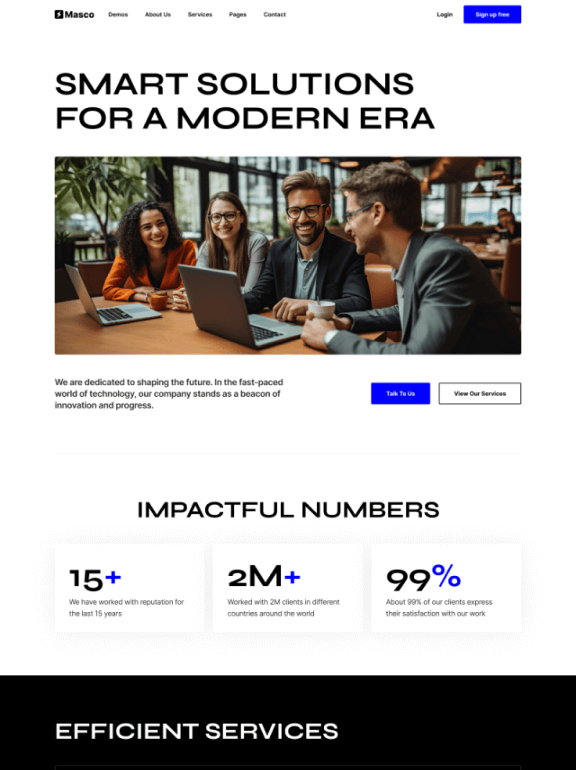 Masco
Demos
About Us
Services
Pages
Contact
Login
Sign up free
SMART SOLUTIONS
FOR A MODERN ERA
We are dedicated to shaping the future. In the fast-paced
world of technology, our company stands as a beacon of
innovation and progress.
Talk To Us
View Our Services
IMPACTFUL NUMBERS
15+
We have worked with reputation for
the last 15 years
2M+
Worked with 2M clients in different
countries around the world
99%
About 99% of our clients express
their satisfaction with our work
EFFICIENT SERVICES